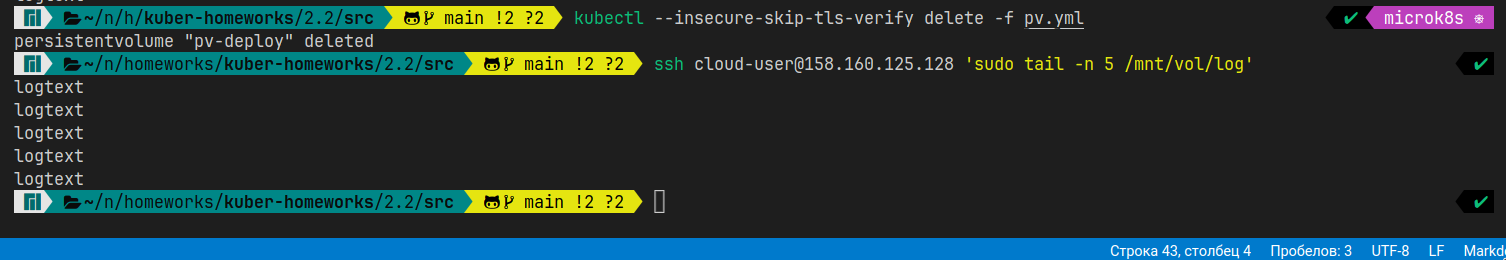 logtext
~/n/h/kuber-homeworks/2.2/src main !2 ?2 kubectl --insecure-skip-tls-verify delete -f pv.yml ✔ microk8s ⎈
persistentvolume "pv-deploy" deleted
~/n/homeworks/kuber-homeworks/2.2/src main !2 ?2 ssh cloud-user@158.160.125.128 'sudo tail -n 5 /mnt/vol/log' ✔
logtext
logtext
logtext
logtext
logtext
~/n/homeworks/kuber-homeworks/2.2/src main !2 ?2 ✔
Строка 43, столбец 4 Пробелов: 3 UTF-8 LF Markd